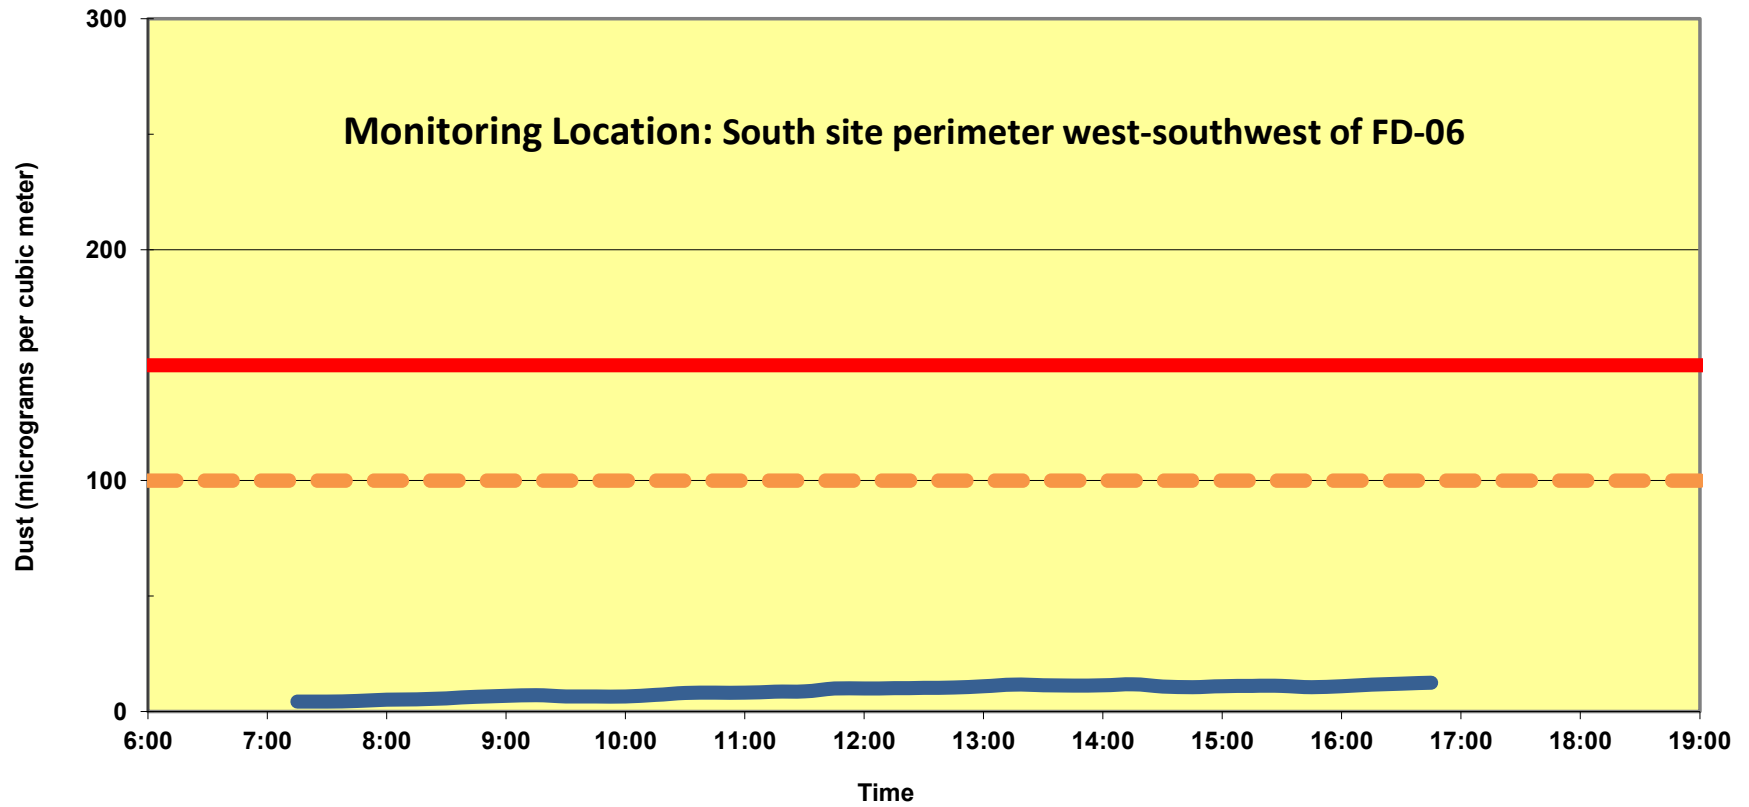 300
Monitoring Location: South site perimeter west-southwest of FD-06
Dust (micrograms per cubic meter)
200
100
0
6:00 7:00 8:00 9:00 10:00 11:00 12:00 13:00 14:00 15:00 16:00 17:00 18:00 19:00
Time